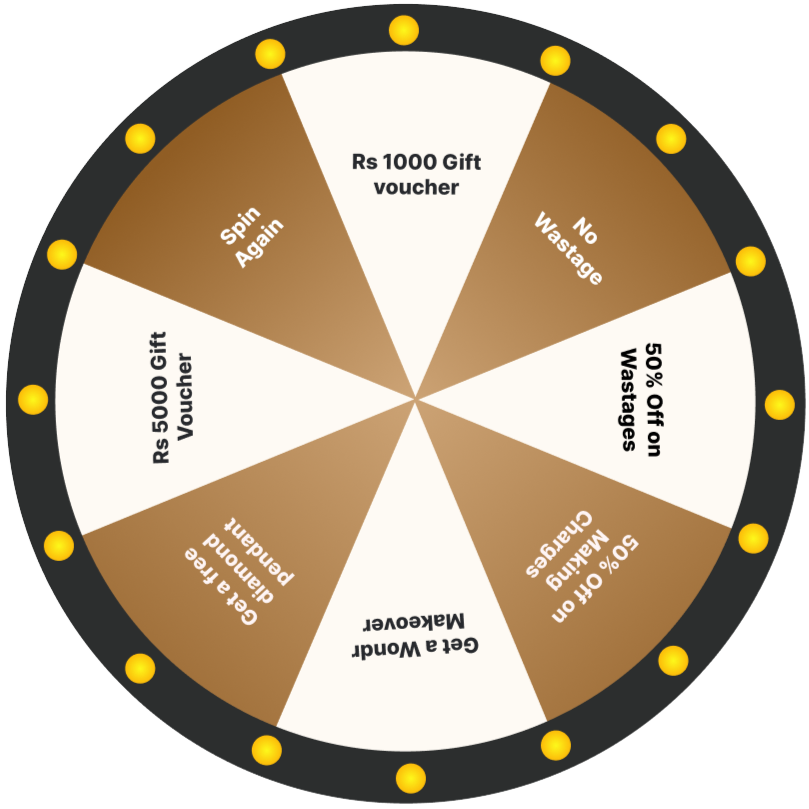 Rs 1000 Gift
voucher
No
Wastage
50% Off on
Wastages
50% Off on
Making
Charges
Get a Wondr
Makeover
Get a free
diamond
pendant
Rs 5000 Gift
Voucher
Spin
Again